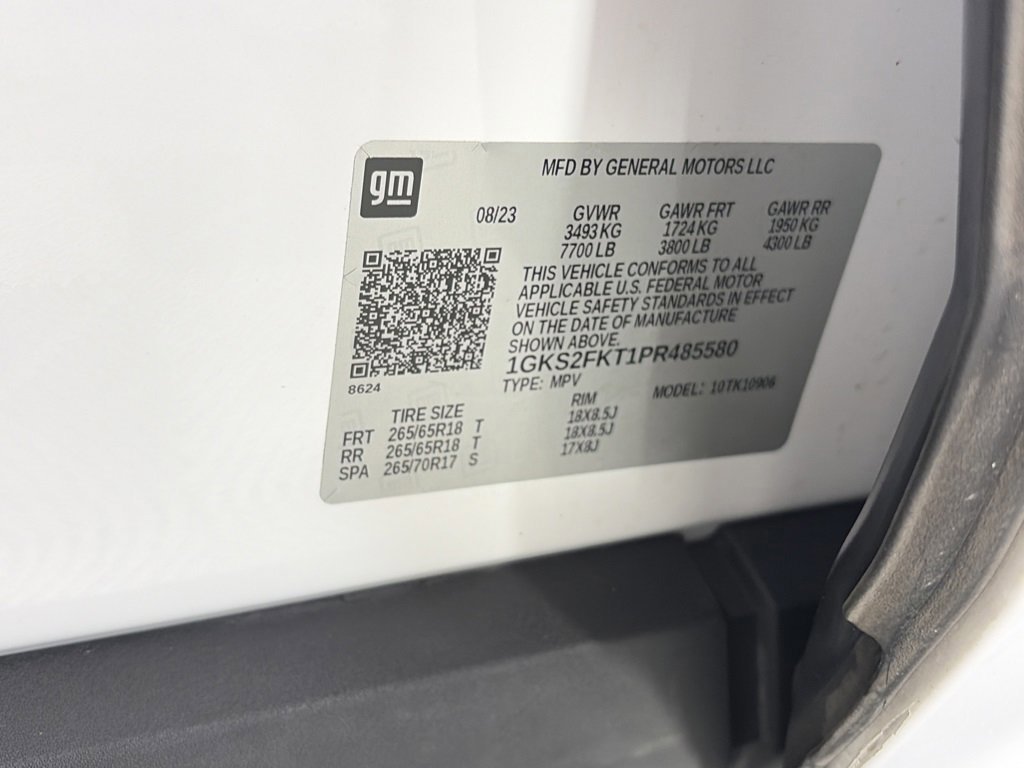 gm
MFD BY GENERAL MOTORS LLC
08/23 GVWR GAWR FRT GAWR RR
3493 KG 1724 KG 1950 KG
7700 LB 3800 LB 4300 LB
THIS VEHICLE CONFORMS TO ALL
APPLICABLE U.S. FEDERAL MOTOR
VEHICLE SAFETY STANDARDS IN EFFECT
ON THE DATE OF MANUFACTURE
SHOWN ABOVE.
1GKS2FKT1PR485580
8624
TYPE: MPV MODEL: 10TK10906
TIRE SIZE RIM
FRT 265/65R18 T 18X8.5J
RR 265/65R18 T 18X8.5J
SPA 265/70R17 S 17X8J